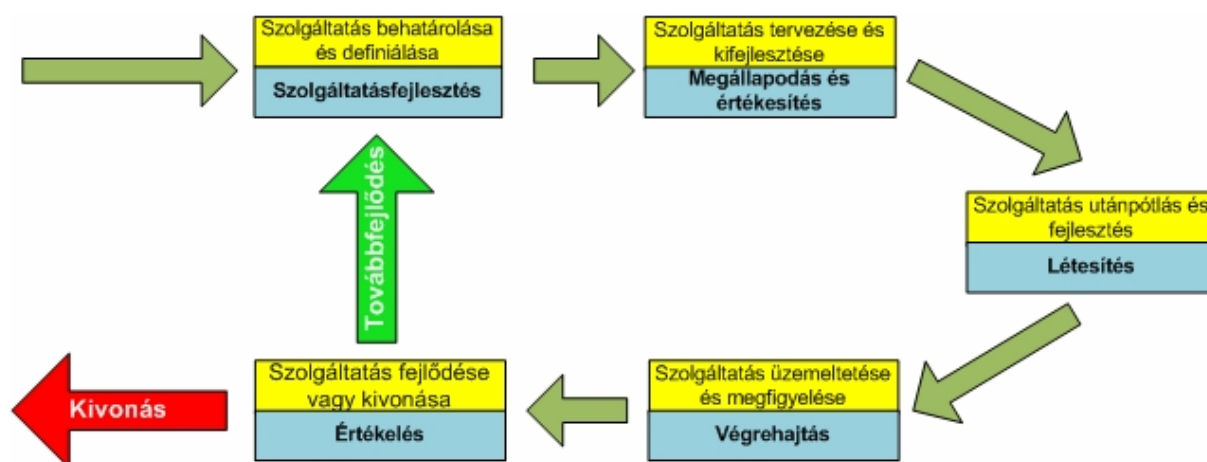 Szolgáltatás behatárolása
és definiálása
Szolgáltatásfejlesztés
Szolgáltatás tervezése és
kifejlesztése
Megállapodás és
értékesítés
Szolgáltatás utánpótlás és
fejlesztés
Létesítés
Szolgáltatás üzemeltetése
és megfigyelése
Végrehajtás
Szolgáltatás fejlődése
vagy kivonása
Értékelés
Továbbfejlődés
Kivonás